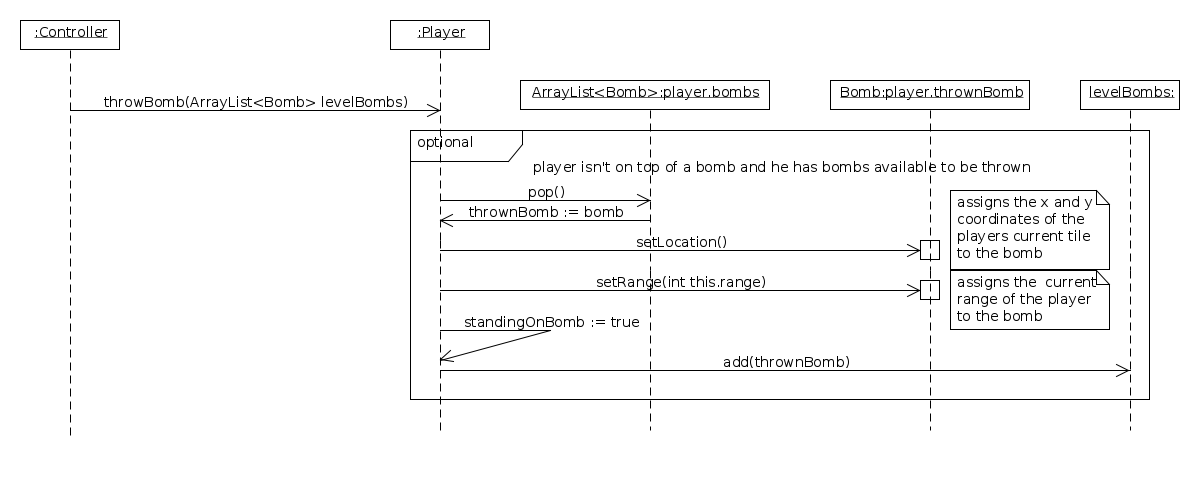 :Controller
:Player
ArrayList<Bomb>:player.bombs
Bomb:player.thrownBomb
levelBombs:
throwBomb(ArrayList<Bomb> levelBombs)
optional
player isn't on top of a bomb and he has bombs available to be thrown
pop()
thrownBomb := bomb
setLocation()
assigns the x and y
coordinates of the
players current tile
to the bomb
setRange(int this.range)
assigns the  current
range of the player
to the bomb
standingOnBomb := true
add(thrownBomb)